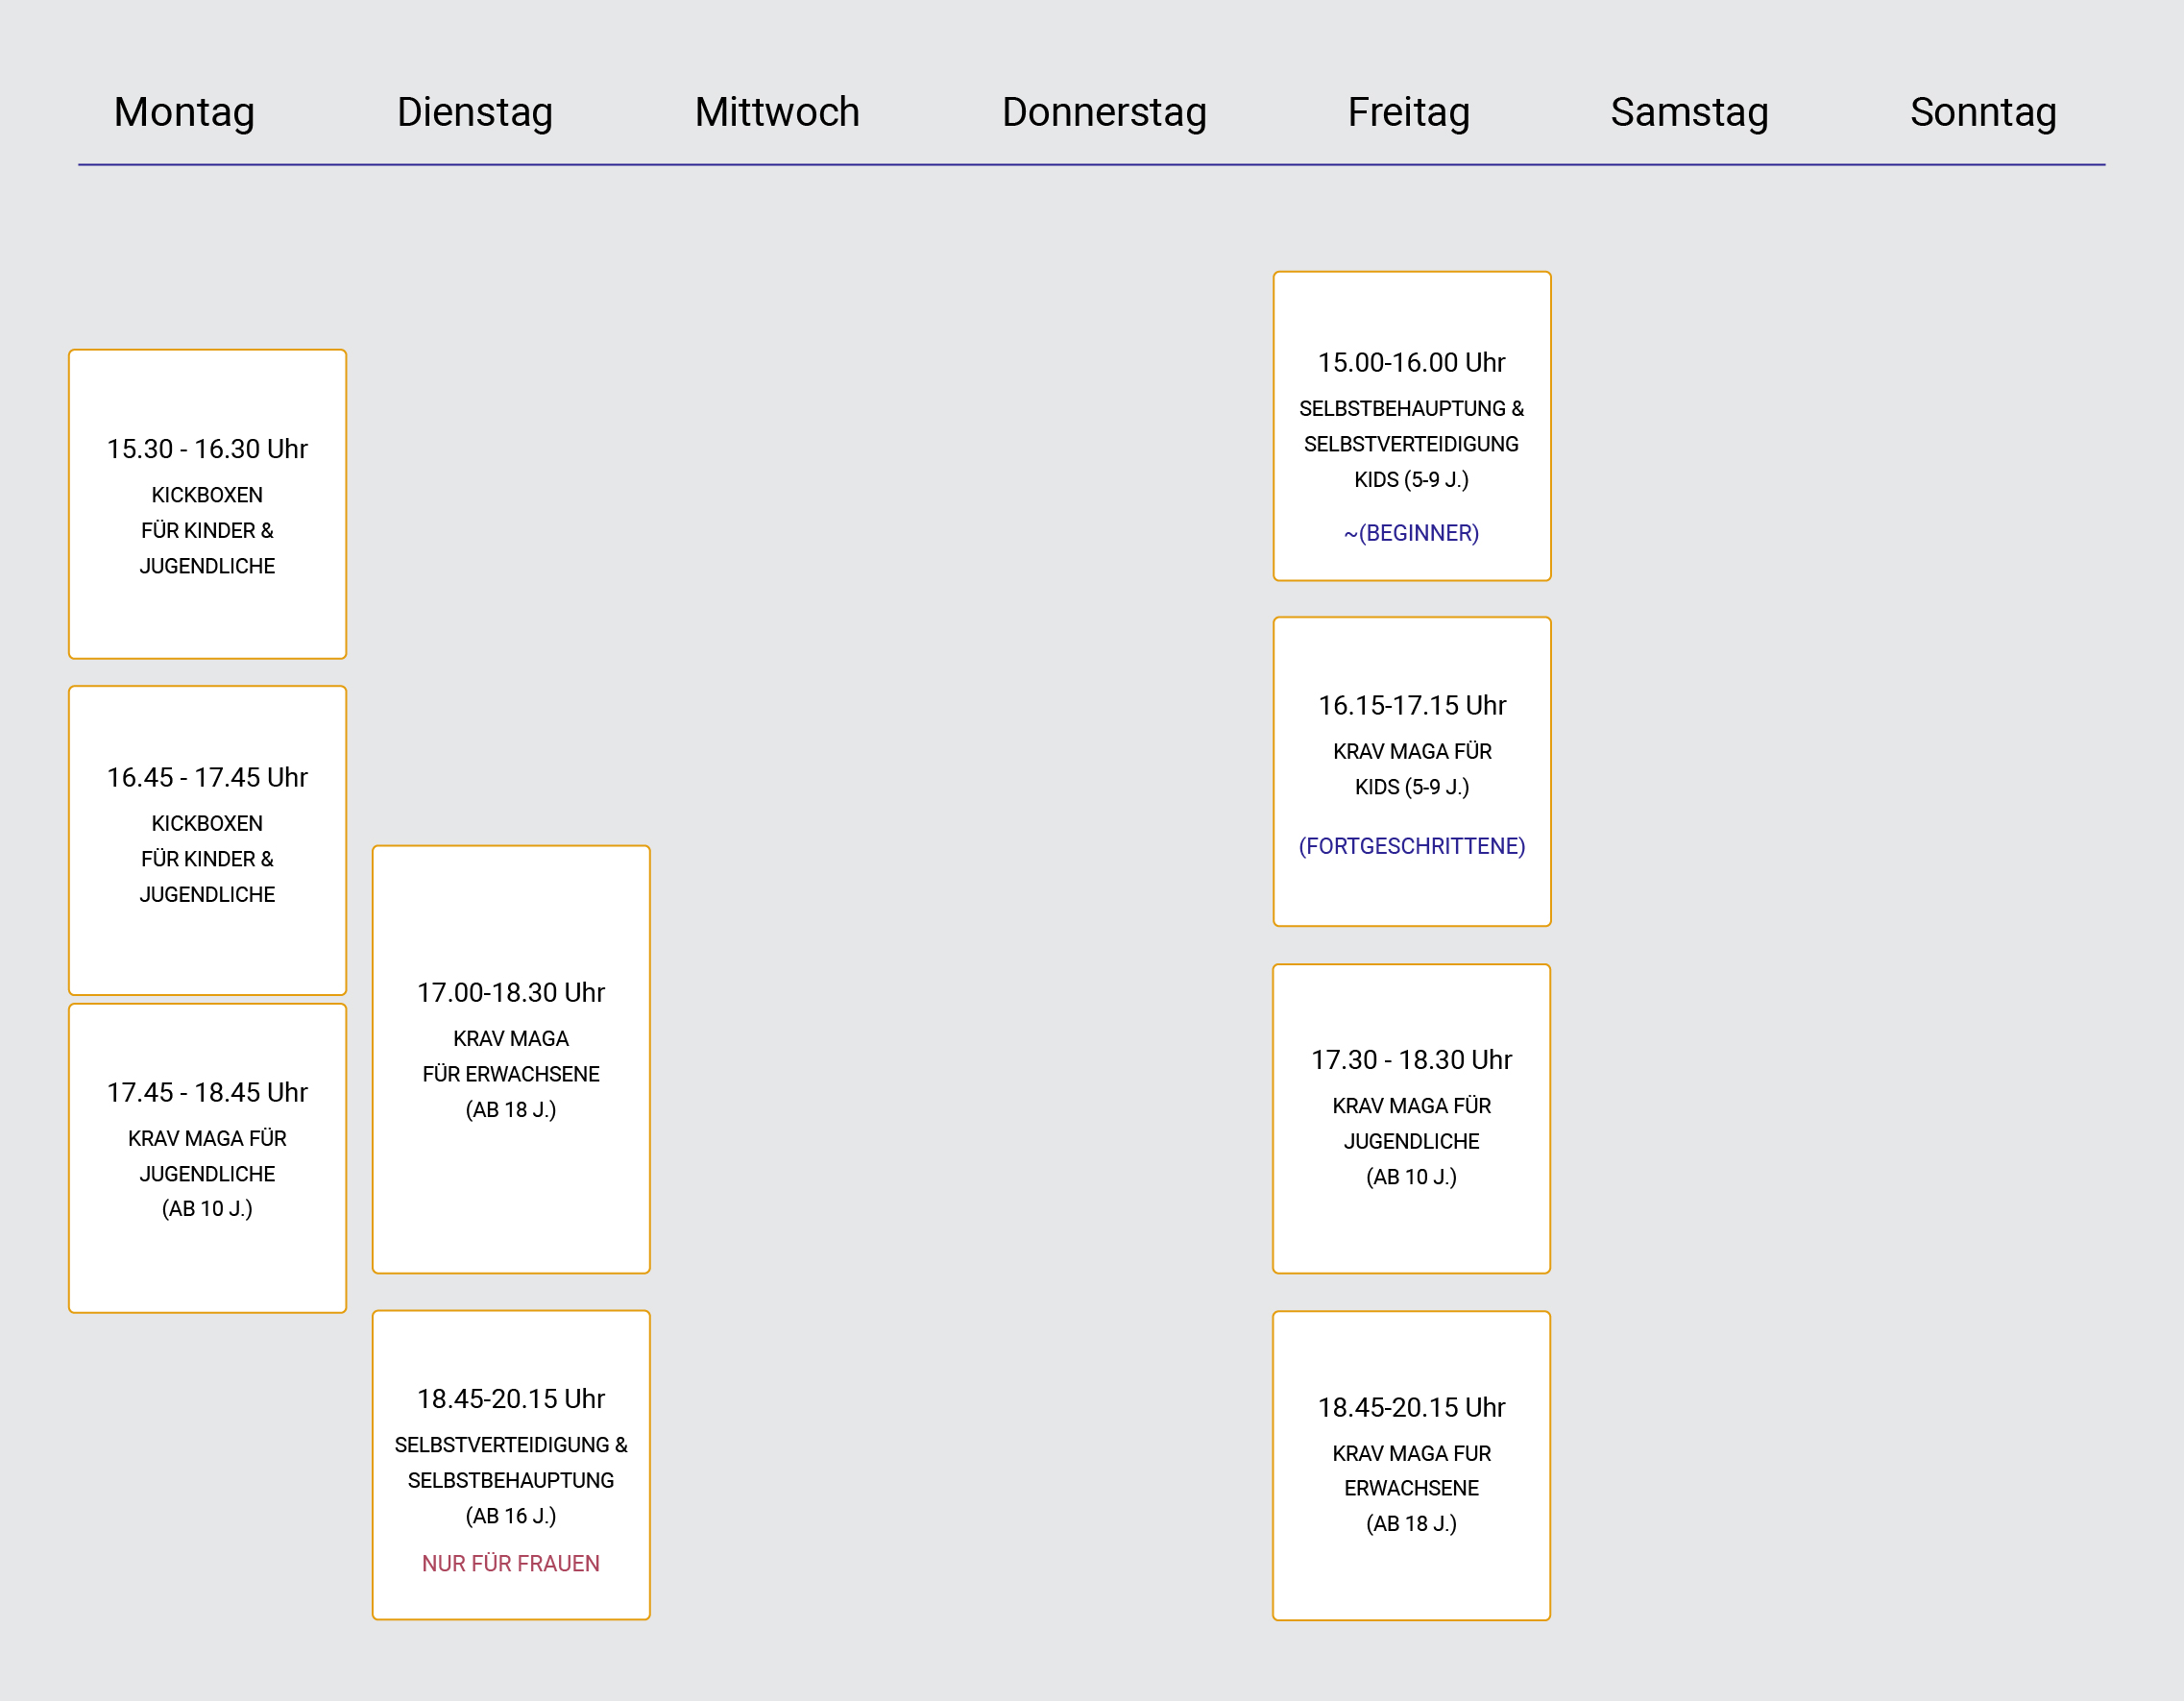 Montag
Dienstag
Mittwoch
Donnerstag
Freitag
Samstag
Sonntag
15.30 - 16.30 Uhr
KICKBOXEN
FÜR KINDER &
JUGENDLICHE
16.45 - 17.45 Uhr
KICKBOXEN
FÜR KINDER &
JUGENDLICHE
17.45 - 18.45 Uhr
KRAV MAGA FÜR
JUGENDLICHE
(AB 10 J.)
17.00-18.30 Uhr
KRAV MAGA
FÜR ERWACHSENE
(AB 18 J.)
18.45-20.15 Uhr
SELBSTVERTEIDIGUNG &
SELBSTBEHAUPTUNG
(AB 16 J.)
NUR FÜR FRAUEN
15.00-16.00 Uhr
SELBSTBEHAUPTUNG &
SELBSTVERTEIDIGUNG
KIDS (5-9 J.)
~(BEGINNER)
16.15-17.15 Uhr
KRAV MAGA FÜR
KIDS (5-9 J.)
(FORTGESCHRITTENE)
17.30 - 18.30 Uhr
KRAV MAGA FÜR
JUGENDLICHE
(AB 10 J.)
18.45-20.15 Uhr
KRAV MAGA FUR
ERWACHSENE
(AB 18 J.)